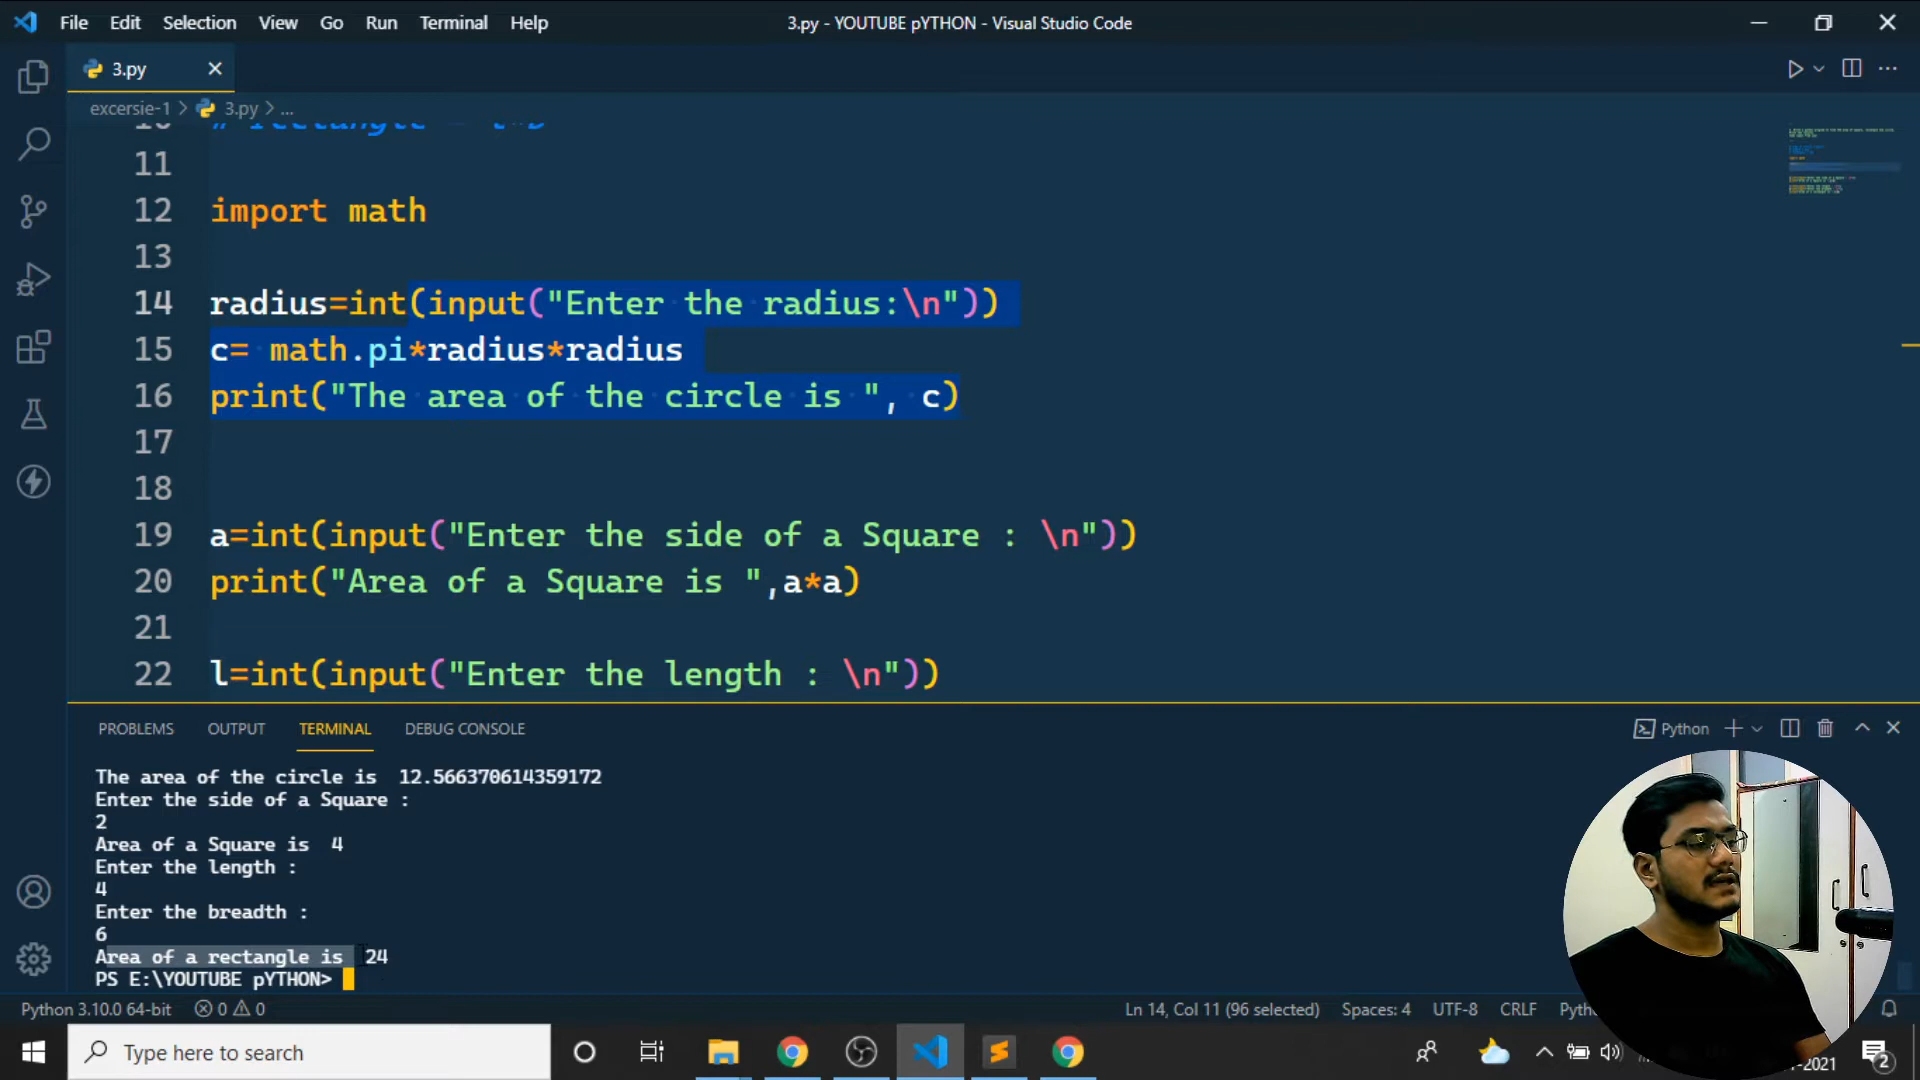 File Edit Selection View Go Run Terminal Help
3.py - YOUTUBE pYTHON - Visual Studio Code
3.py
excersie-1 > 3.py > ...
10 # rectangle = l*b
11
12 import math
13
14 radius=int(input("Enter the radius:\n"))
15 c= math.pi*radius*radius
16 print("The area of the circle is ", c)
17
18
19 a=int(input("Enter the side of a Square : \n"))
20 print("Area of a Square is ",a*a)
21
22 l=int(input("Enter the length : \n"))
PROBLEMS OUTPUT TERMINAL DEBUG CONSOLE
Python
The area of the circle is  12.566370614359172
Enter the side of a Square :
2
Area of a Square is  4
Enter the length :
4
Enter the breadth :
6
Area of a rectangle is  24
PS E:\YOUTUBE pYTHON>
Python 3.10.0 64-bit 0 0
Ln 14, Col 11 (96 selected) Spaces: 4 UTF-8 CRLF
Type here to search
2021
2